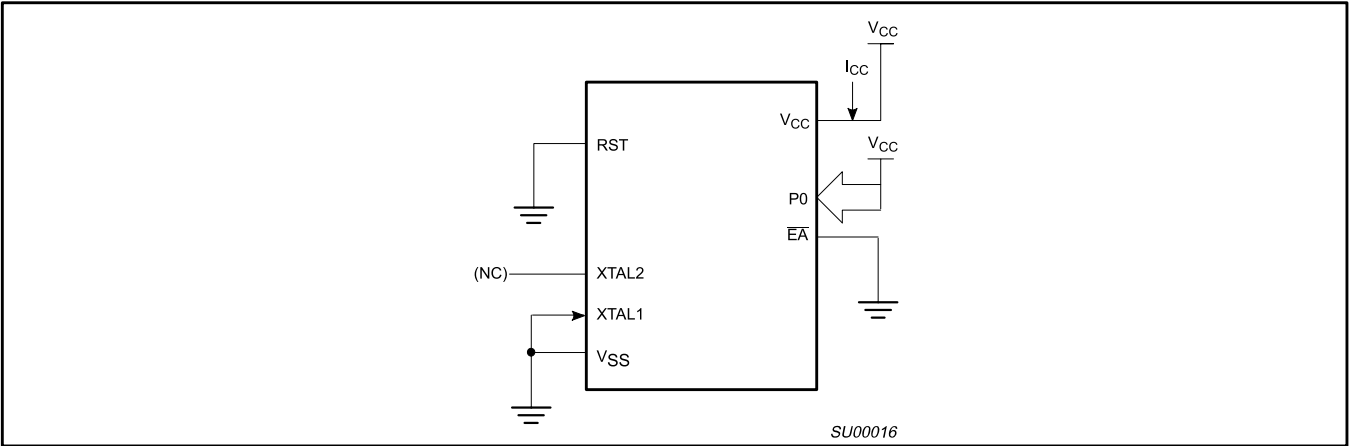 VCC
ICC
VCC
RST
VCC
P0
EA
(NC)
XTAL2
XTAL1
VSS
SU00016